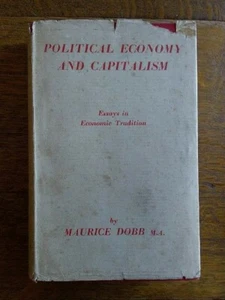 POLITICAL ECONOMY
AND CAPITALISM
Essays in
Economic Tradition
by
MAURICE DOBB M.A.